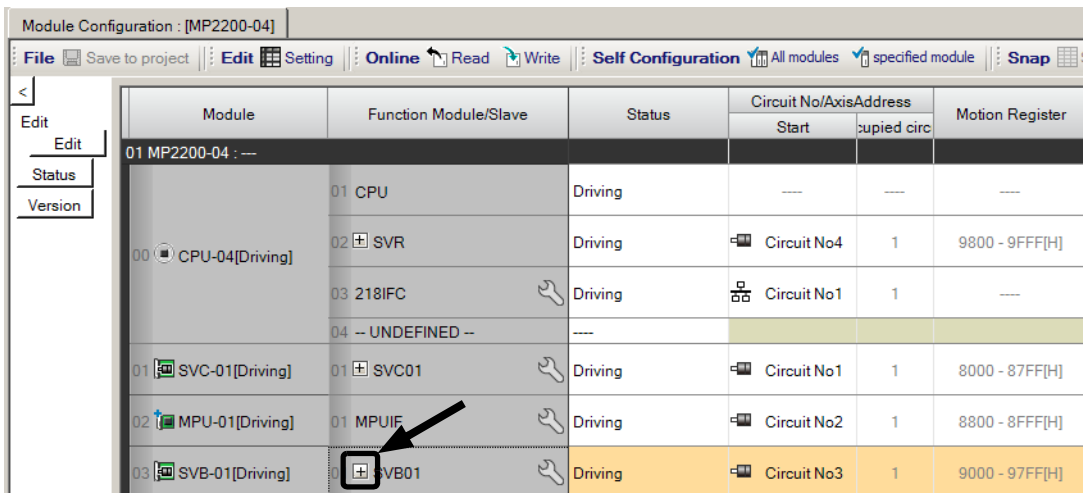 Module Configuration : [MP2200-04]
File Save to project Edit Setting Online Read Write Self Configuration All modules specified module Snap
<
Edit
Edit
Status
Version
Module Function Module/Slave Status Circuit No/AxisAddress Motion Register
Start cupied circ
01 MP2200-04 : ---
00 CPU-04[Driving]
01 CPU Driving ---- ---- ----
02 + SVR Driving Circuit No4 1 9800 - 9FFF[H]
03 218IFC Driving Circuit No1 1 ----
04 -- UNDEFINED -- ----
01 SVC-01[Driving] 01 + SVC01 Driving Circuit No1 1 8000 - 87FF[H]
02 MPU-01[Driving] 01 MPUIF Driving Circuit No2 1 8800 - 8FFF[H]
03 SVB-01[Driving] 0 + SVB01 Driving Circuit No3 1 9000 - 97FF[H]